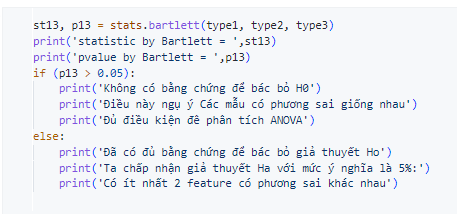 st13, p13 = stats.bartlett(type1, type2, type3)
print('statistic by Bartlett = ',st13)
print('pvalue by Bartlett = ',p13)
if (p13 > 0.05):
    print('Không có bằng chứng để bác bỏ H0')
    print('Điều này ngụ ý Các mẫu có phương sai giống nhau')
    print('Đủ điều kiện đê phân tích ANOVA')
else:
    print('Đã có đủ bằng chứng để bác bỏ giả thuyết Ho')
    print('Ta chấp nhận giả thuyết Ha với mức ý nghĩa là 5%:')
    print('Có ít nhất 2 feature có phương sai khác nhau')